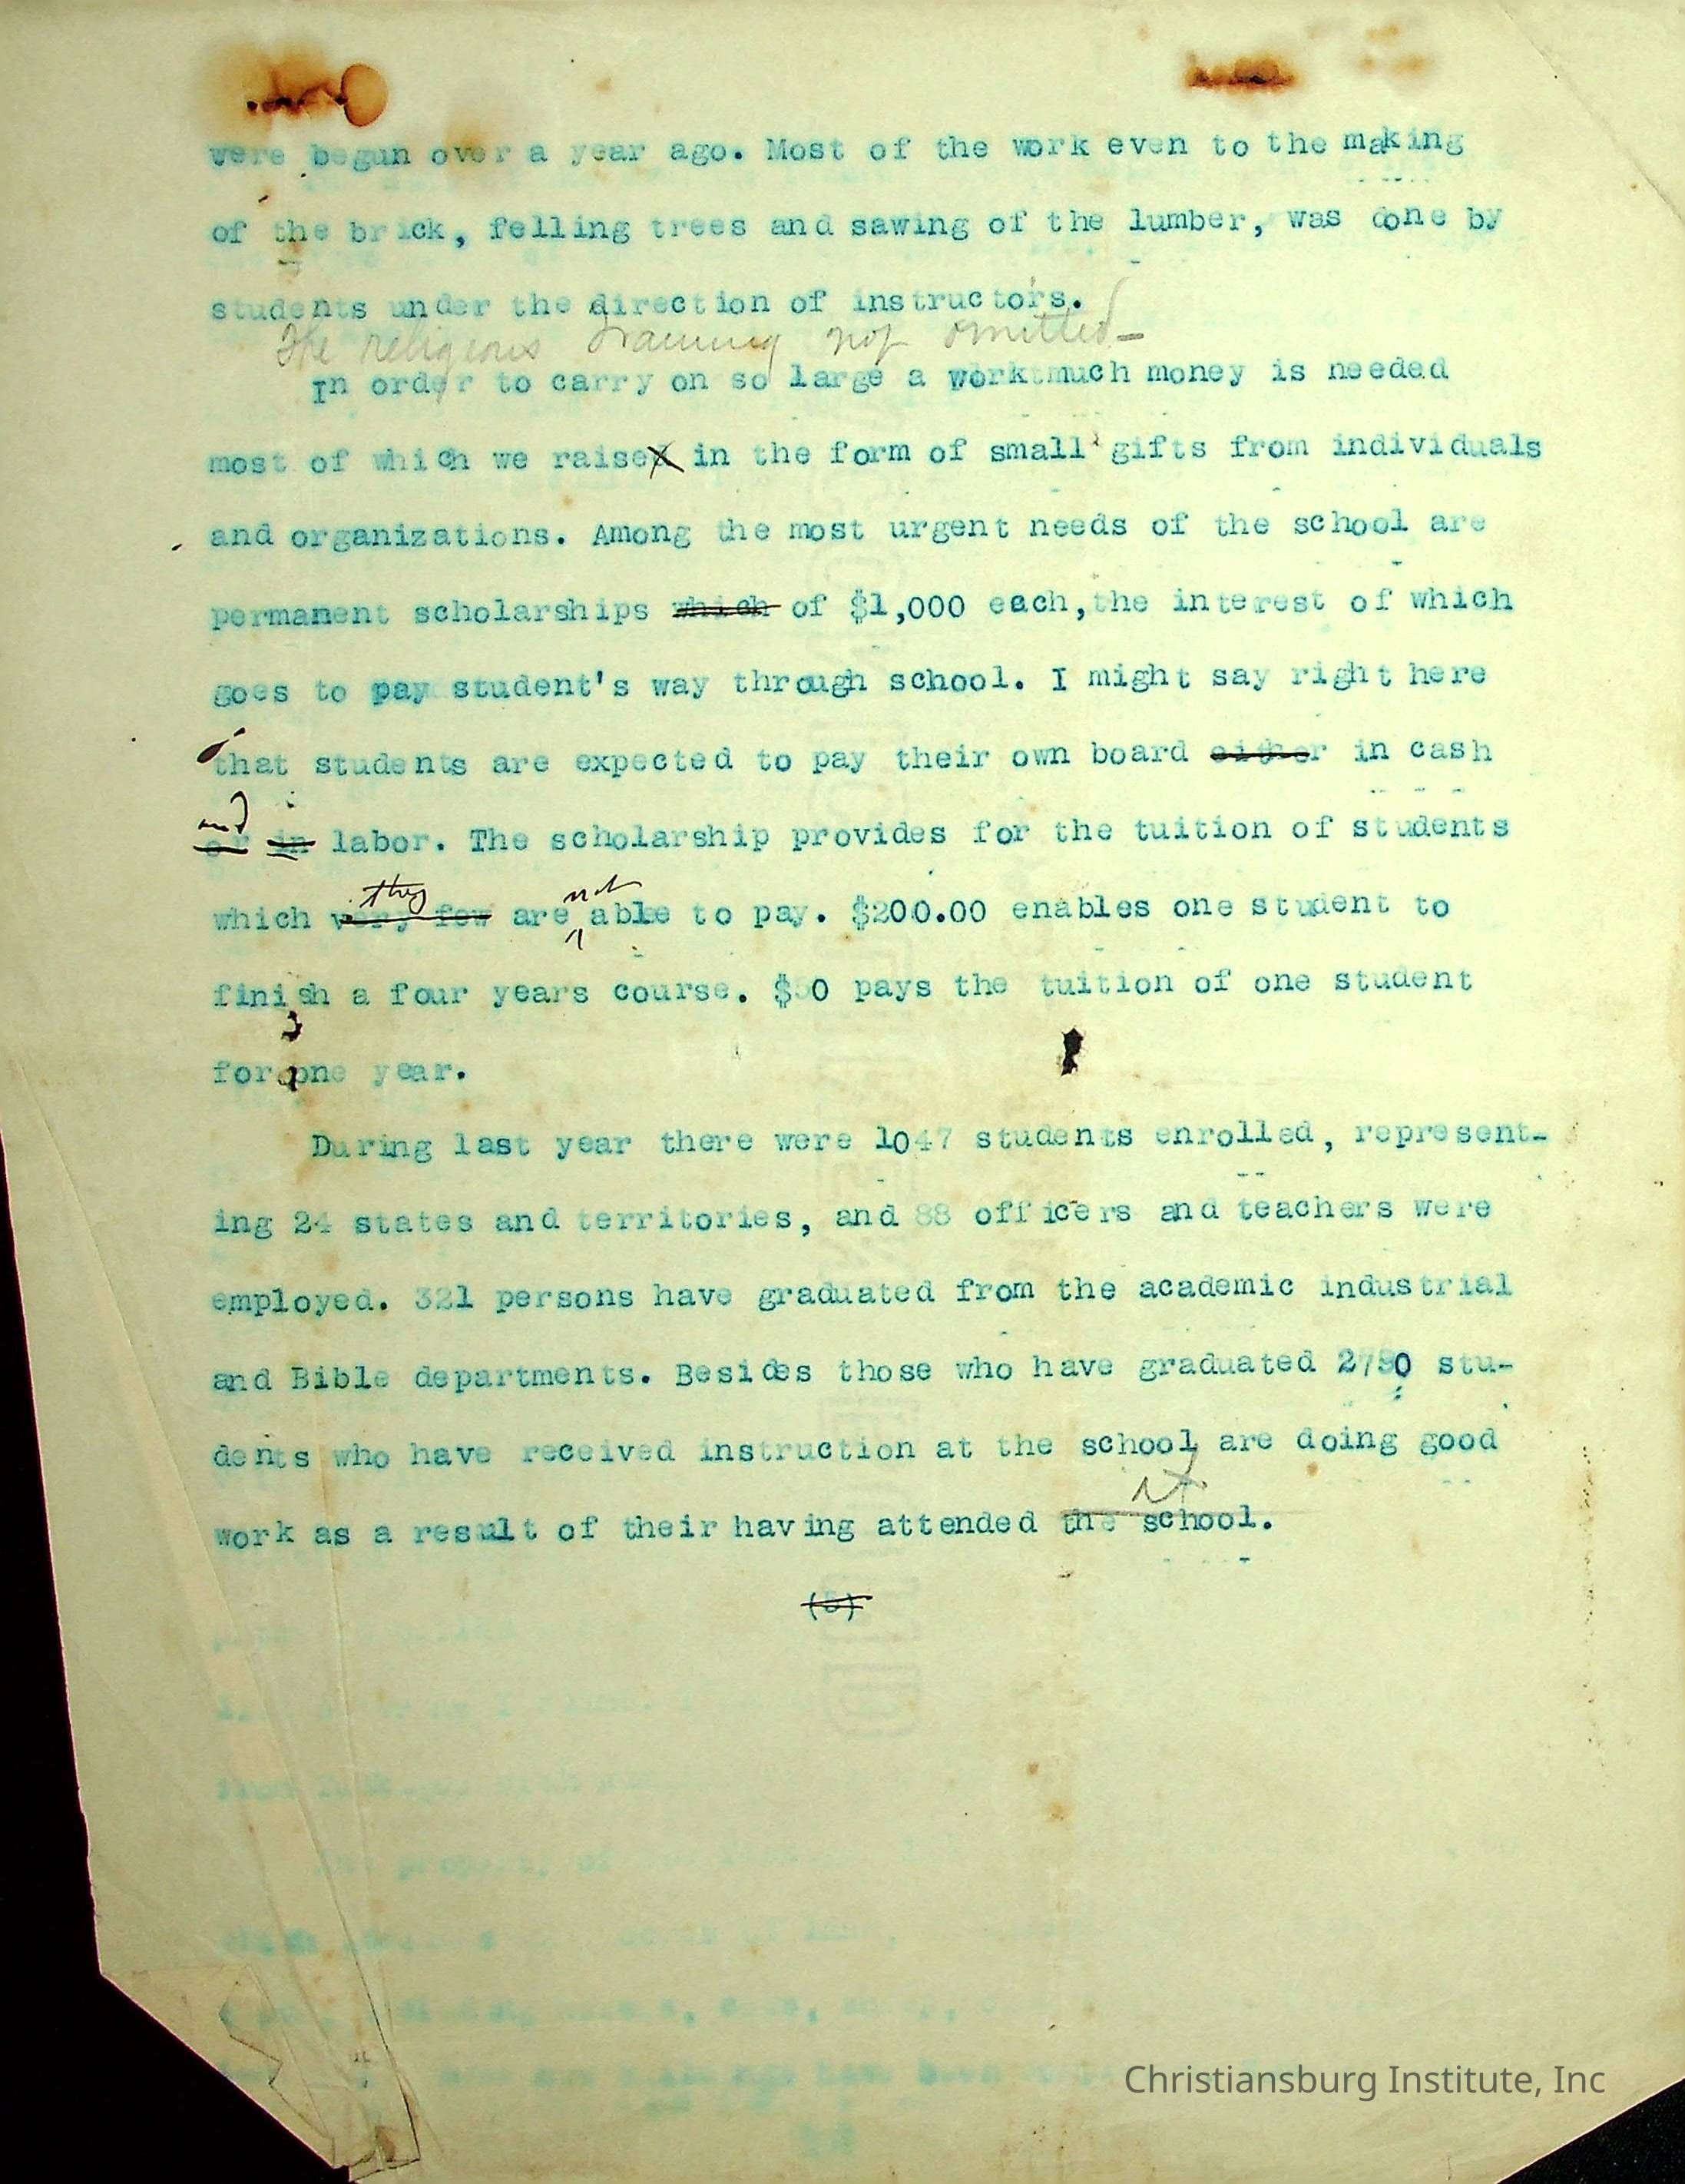 were begun over a year ago. Most of the work even to the making
of the brick, felling trees and sawing of the lumber, was done by
students under the direction of instructors.
The religious training not omitted-
In order to carry on so large a work much money is needed
most of which we raised in the form of small gifts from individuals
and organizations. Among the most urgent needs of the school are
permanent scholarships which of $1,000 each, the interest of which
goes to pay student's way through school. I might say right here
that students are expected to pay their own board either in cash
and
or in labor. The scholarship provides for the tuition of students
they not
which very few are able to pay. $200.00 enables one student to
finish a four years course. $50 pays the tuition of one student
for one year.
During last year there were 1047 students enrolled, represent-
ing 24 states and territories, and 88 officers and teachers were
employed. 321 persons have graduated from the academic industrial
and Bible departments. Besides those who have graduated stu-
dents who have received instruction at the school are doing good
it
work as a result of their having attended the school.
Christiansburg Institute, Inc